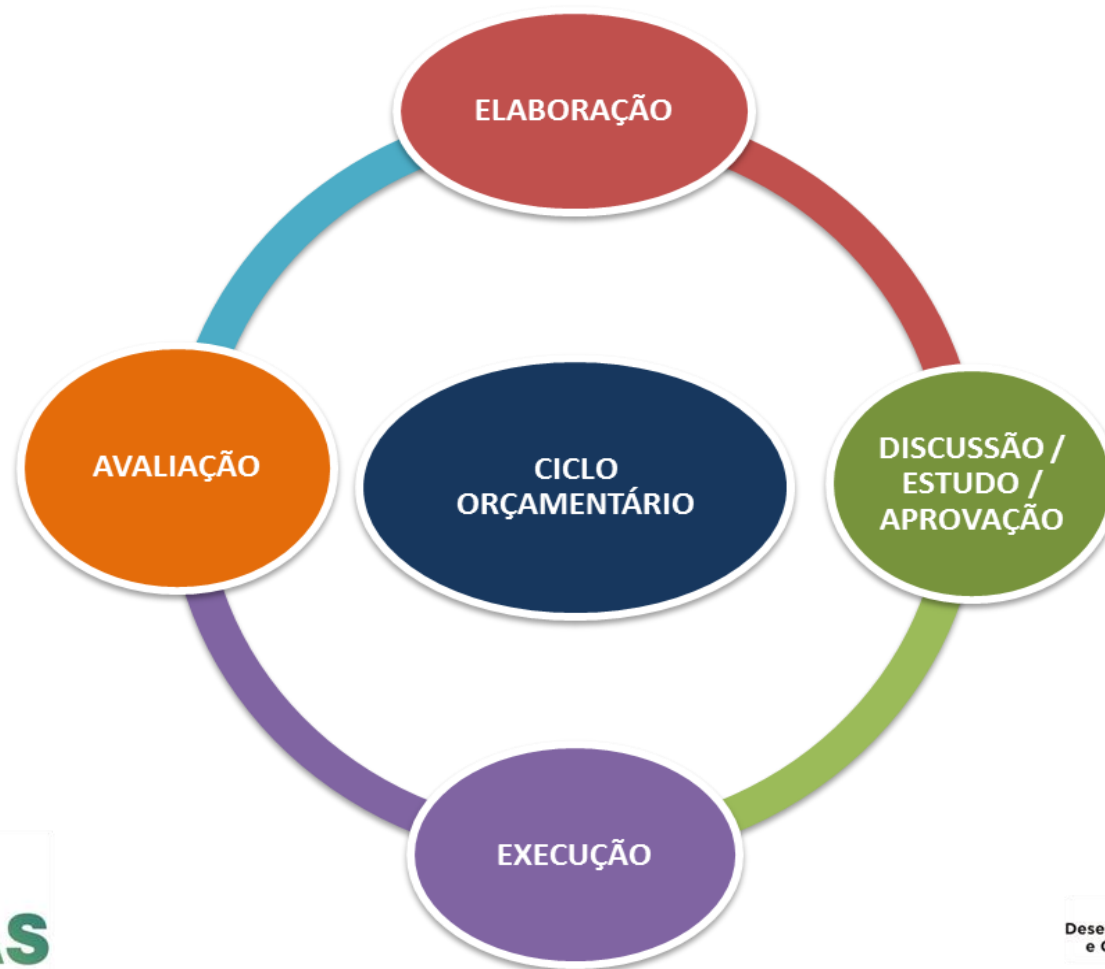 ELABORAÇÃO
DISCUSSÃO /
ESTUDO /
APROVAÇÃO
CICLO
ORÇAMENTÁRIO
AVALIAÇÃO
EXECUÇÃO